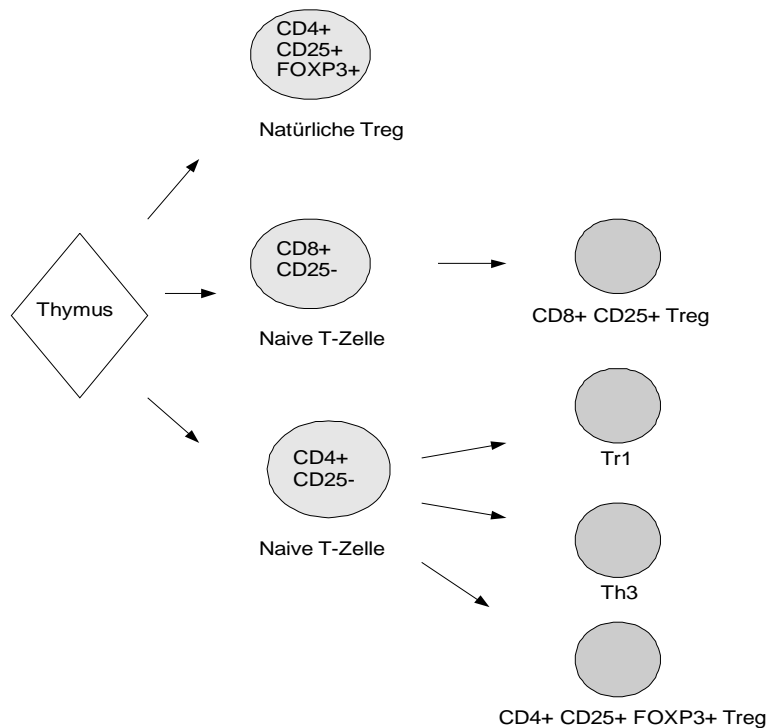 CD4+
CD25+
FOXP3+
Natürliche Treg
Thymus
CD8+
CD25-
Naive T-Zelle
CD8+ CD25+ Treg
CD4+
CD25-
Naive T-Zelle
Tr1
Th3
CD4+ CD25+ FOXP3+ Treg